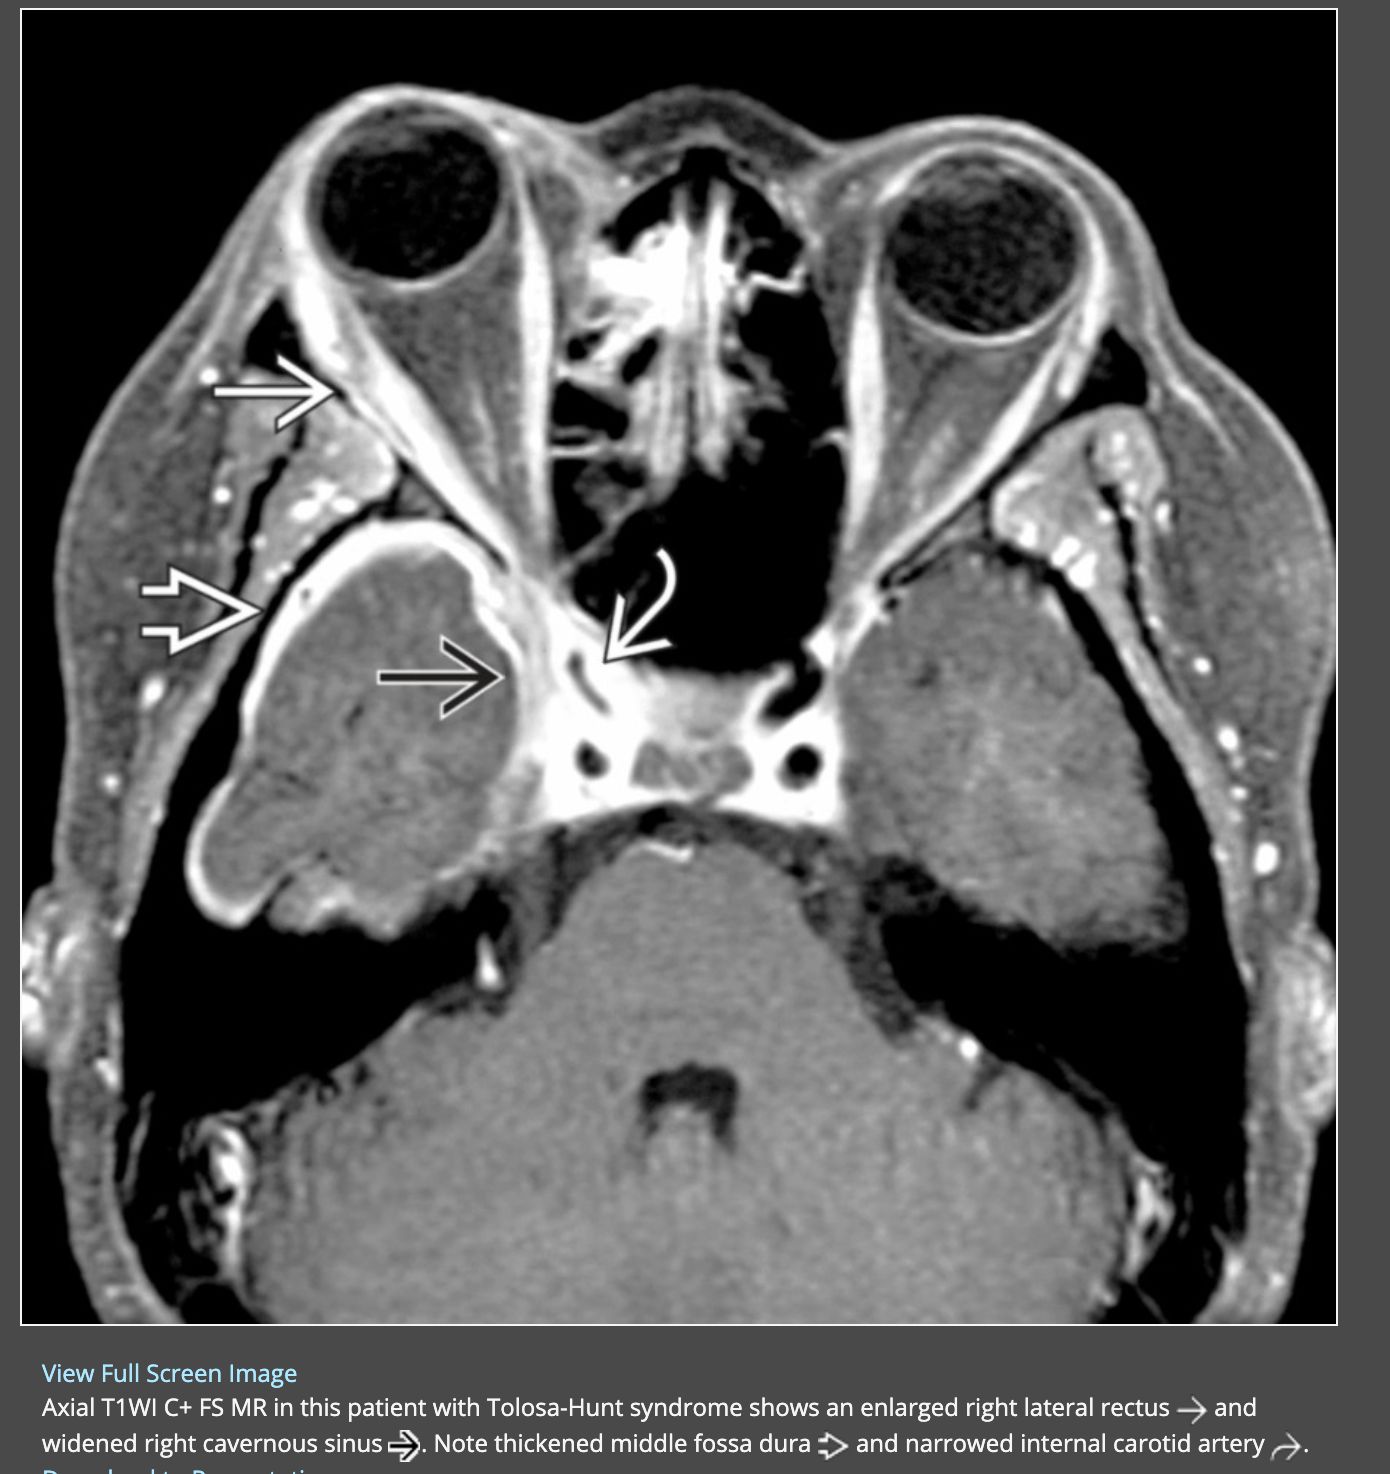 View Full Screen Image
Axial T1WI C+ FS MR in this patient with Tolosa-Hunt syndrome shows an enlarged right lateral rectus → and
widened right cavernous sinus ➔. Note thickened middle fossa dura ⇨ and narrowed internal carotid artery ↷.